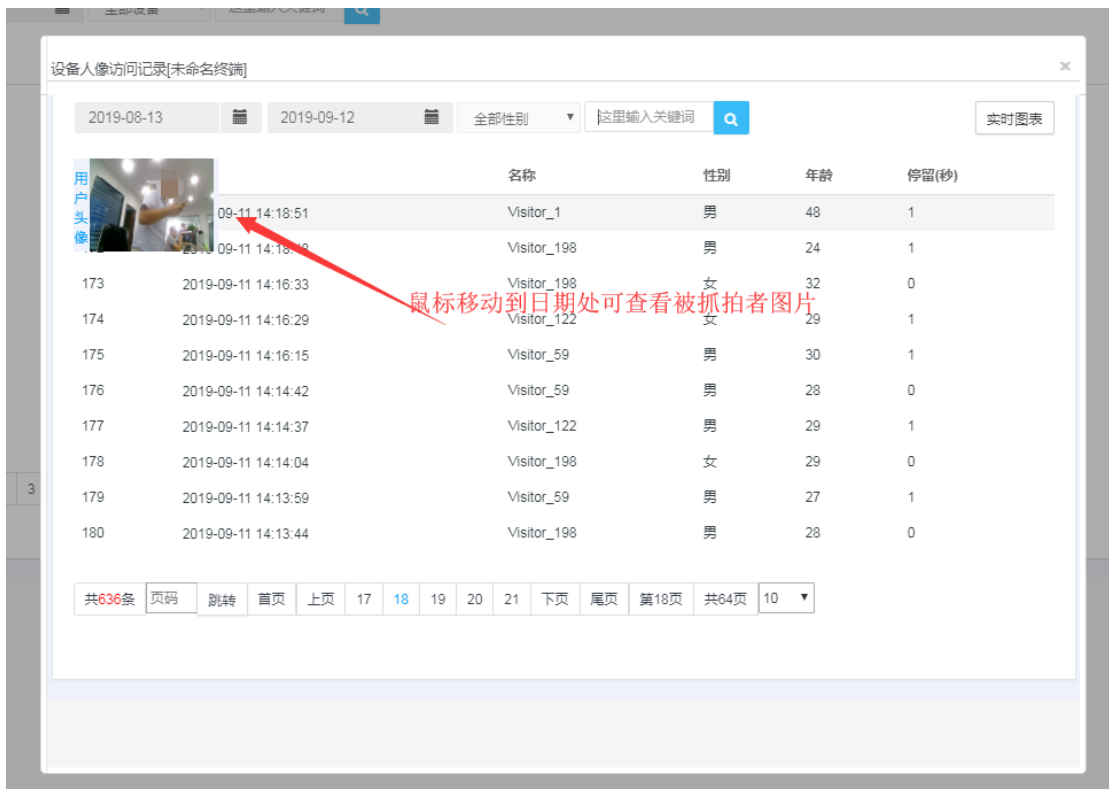 全部设备
设备人像访问记录[未命名终端]
×
2019-08-13 2019-09-12 全部性别 这里输入关键词 实时图表
用户头像
名称 性别 年龄 停留(秒)
09-11 14:18:51 Visitor_1 男 48 1
09-11 Visitor_198 男 24 1
173 2019-09-11 14:16:33 Visitor_198 女 32 0
鼠标移动到日期处可查看被抓拍者图片
174 2019-09-11 14:16:29 Visitor_122 女 29 1
175 2019-09-11 14:16:15 Visitor_59 男 30 1
176 2019-09-11 14:14:42 Visitor_59 男 28 0
177 2019-09-11 14:14:37 Visitor_122 男 29 1
178 2019-09-11 14:14:04 Visitor_198 女 29 0
3
179 2019-09-11 14:13:59 Visitor_59 男 27 1
180 2019-09-11 14:13:44 Visitor_198 男 28 0
共636条 页码 跳转 首页 上页 17 18 19 20 21 下页 尾页 第18页 共64页 10